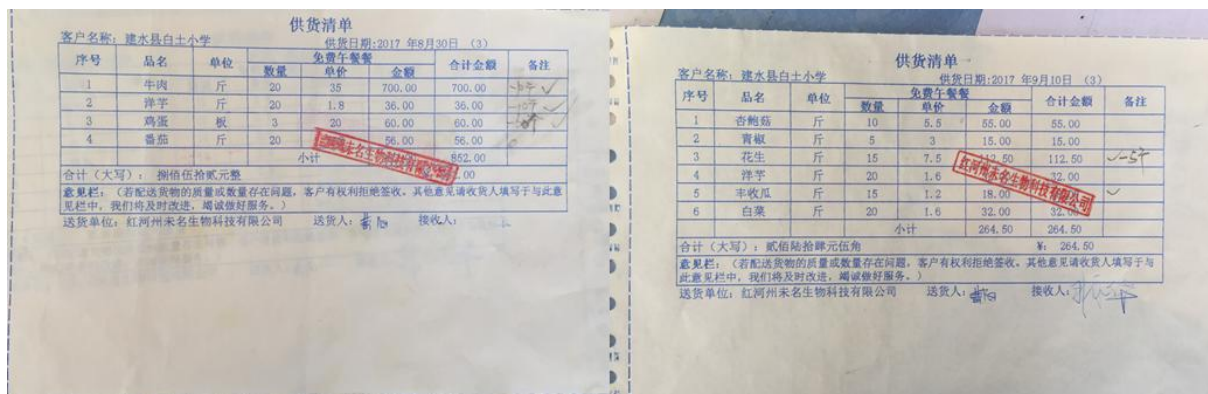 供货清单
客户名称：建水县白土小学 供货日期:2017 年8月30日 （3）
序号 品名 单位 免费午餐餐 合计金额 备注
数量 单价 金额
1 牛肉 斤 20 35 700.00 700.00
2 洋芋 斤 20 1.8 36.00 36.00
3 鸡蛋 板 3 20 60.00 60.00
4 番茄 斤 20 56.00 56.00
小计 852.00
合计（大写）： 捌佰伍拾贰元整
意见栏：（若配送货物的质量或数量存在问题，客户有权利拒绝签收。其他意见请收货人填写于与此意
见栏中，我们将及时改进，竭诚做好服务。）
送货单位：红河州未名生物科技有限公司 送货人： 接收人：
供货清单
客户名称：建水县白土小学 供货日期:2017 年9月10日 （3）
序号 品名 单位 免费午餐餐 合计金额 备注
数量 单价 金额
1 杏鲍菇 斤 10 5.5 55.00 55.00
2 青椒 斤 5 3 15.00 15.00
3 花生 斤 15 7.5 112.50 112.50
4 洋芋 斤 20 1.6 32.00
5 丰收瓜 斤 15 1.2 18.00
6 白菜 斤 20 1.6 32.00 32.00
红河州未名生物科技有限公司
小计 264.50 264.50
合计（大写）：贰佰陆拾肆元伍角 ¥: 264.50
意见栏：（若配送货物的质量或数量存在问题，客户有权利拒绝签收。其他意见请收货人填写于与
此意见栏中，我们将及时改进，竭诚做好服务。）
送货单位：红河州未名生物科技有限公司 送货人： 接收人：